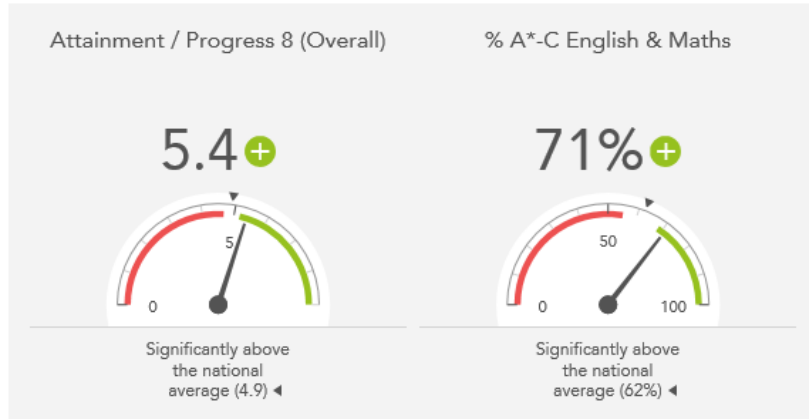 Attainment / Progress 8 (Overall)
5.4 +
5
0
Significantly above
the national
average (4.9) ◄
% A*-C English & Maths
71% +
50
0 100
Significantly above
the national
average (62%) ◄